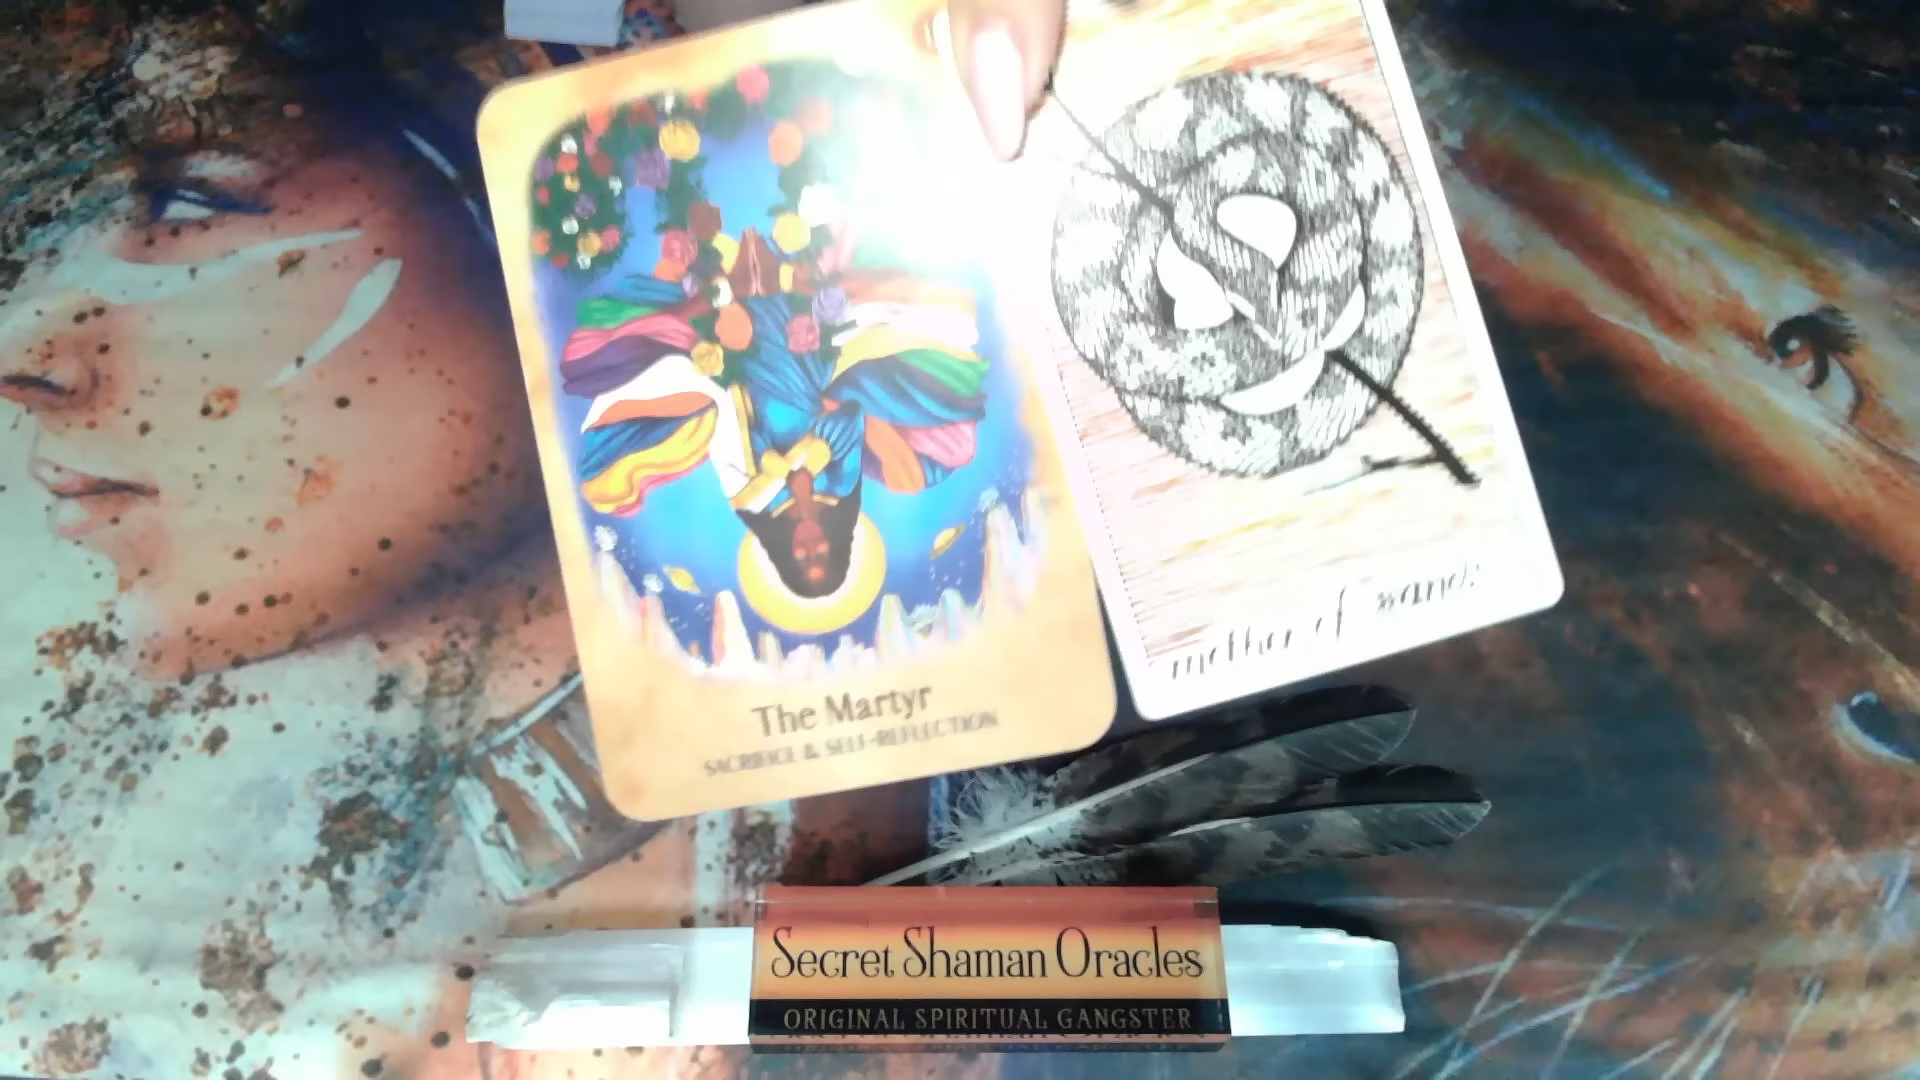 The Martyr
SACRIFICE & SELF-REFLECTION
mother of wands
Secret Shaman Oracles
ORIGINAL SPIRITUAL GANGSTER